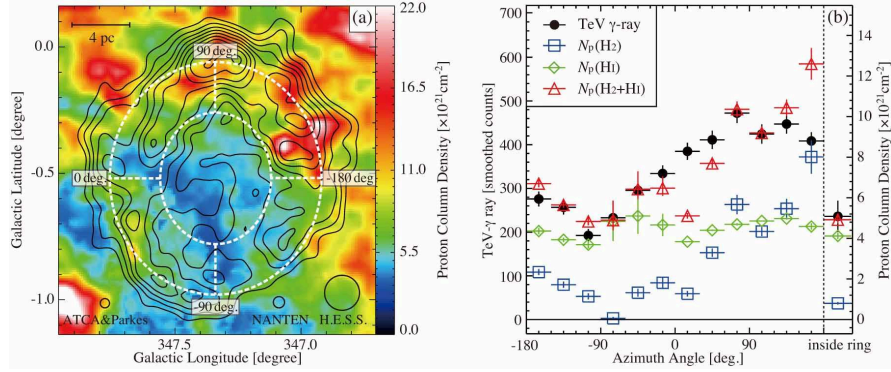 (a)
4 pc
90 deg.
0 deg.
-180 deg.
-90 deg.
ATCA&Parkes
NANTEN
H.E.S.S.
0.0
-0.5
-1.0
Galactic Latitude [degree]
347.5
347.0
Galactic Longitude [degree]
22.0
16.5
11.0
5.5
0.0
Proton Column Density [×10²¹cm⁻²]
(b)
TeV γ-ray
Np(H2)
Np(HI)
Np(H2+HI)
700
600
500
400
300
200
100
0
TeV-γ ray [smoothed counts]
14
12
10
8
6
4
2
0
Proton Column Density [×10²¹cm⁻²]
-180
-90
0
90
inside ring
Azimuth Angle [deg.]